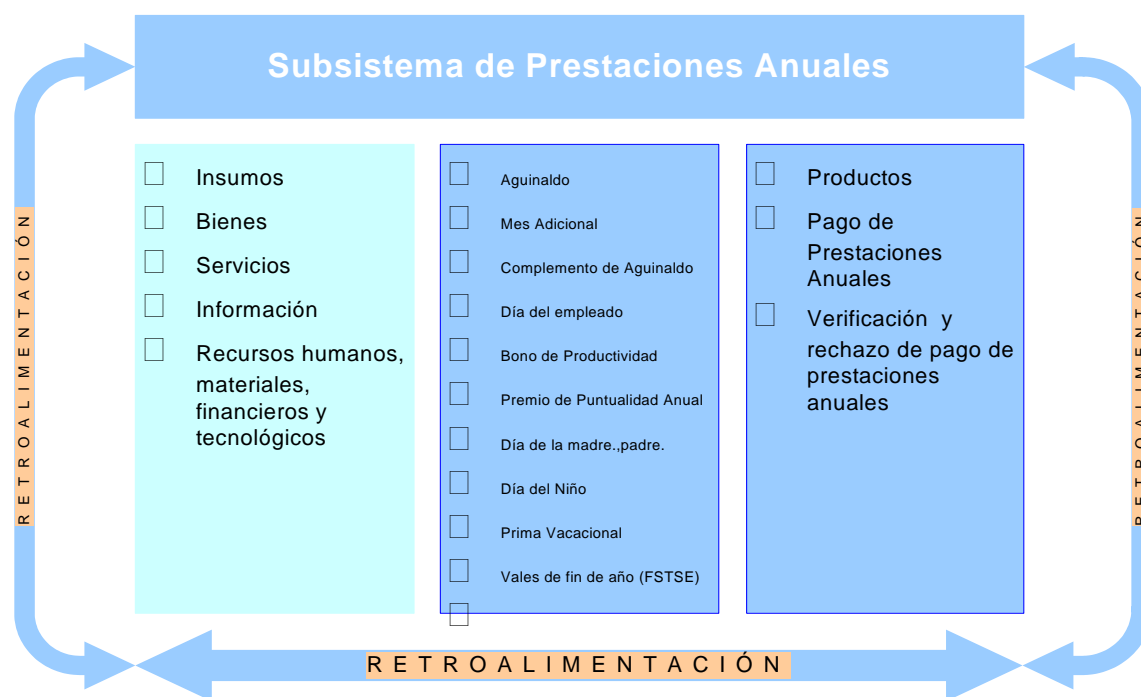 Subsistema de Prestaciones Anuales
Insumos
Bienes
Servicios
Información
Recursos humanos,
materiales,
financieros y
tecnológicos
Aguinaldo
Mes Adicional
Complemento de Aguinaldo
Día del empleado
Bono de Productividad
Premio de Puntualidad Anual
Día de la madre.,padre.
Día del Niño
Prima Vacacional
Vales de fin de año (FSTSE)
Productos
Pago de
Prestaciones
Anuales
Verificación y
rechazo de pago de
prestaciones
anuales
RETROALIMENTACIÓN
RETROALIMENTACIÓN
RETROALIMENTACIÓN